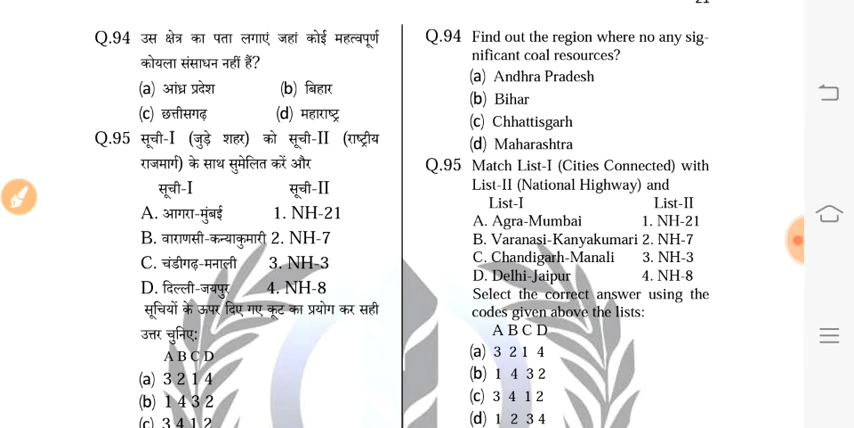 Q.94 उस क्षेत्र का पता लगाएं जहां कोई महत्वपूर्ण
कोयला संसाधन नहीं हैं?
(a) आंध्र प्रदेश (b) बिहार
(c) छत्तीसगढ़ (d) महाराष्ट्र
Q.95 सूची-I (जुड़े शहर) को सूची-II (राष्ट्रीय
राजमार्ग) के साथ सुमेलित करें और
सूची-I सूची-II
A. आगरा-मुंबई 1. NH-21
B. वाराणसी-कन्याकुमारी 2. NH-7
C. चंडीगढ़-मनाली 3. NH-3
D. दिल्ली-जयपुर 4. NH-8
सूचियों के ऊपर दिए गए कूट का प्रयोग कर सही
उत्तर चुनिए:
A B C D
(a) 3 2 1 4
(b) 1 4 3 2
(c) 3 4 1 2
Q.94 Find out the region where no any sig-
nificant coal resources?
(a) Andhra Pradesh
(b) Bihar
(c) Chhattisgarh
(d) Maharashtra
Q.95 Match List-I (Cities Connected) with
List-II (National Highway) and
List-I List-II
A. Agra-Mumbai 1. NH-21
B. Varanasi-Kanyakumari 2. NH-7
C. Chandigarh-Manali 3. NH-3
D. Delhi-Jaipur 4. NH-8
Select the correct answer using the
codes given above the lists:
A B C D
(a) 3 2 1 4
(b) 1 4 3 2
(c) 3 4 1 2
(d) 1 2 3 4